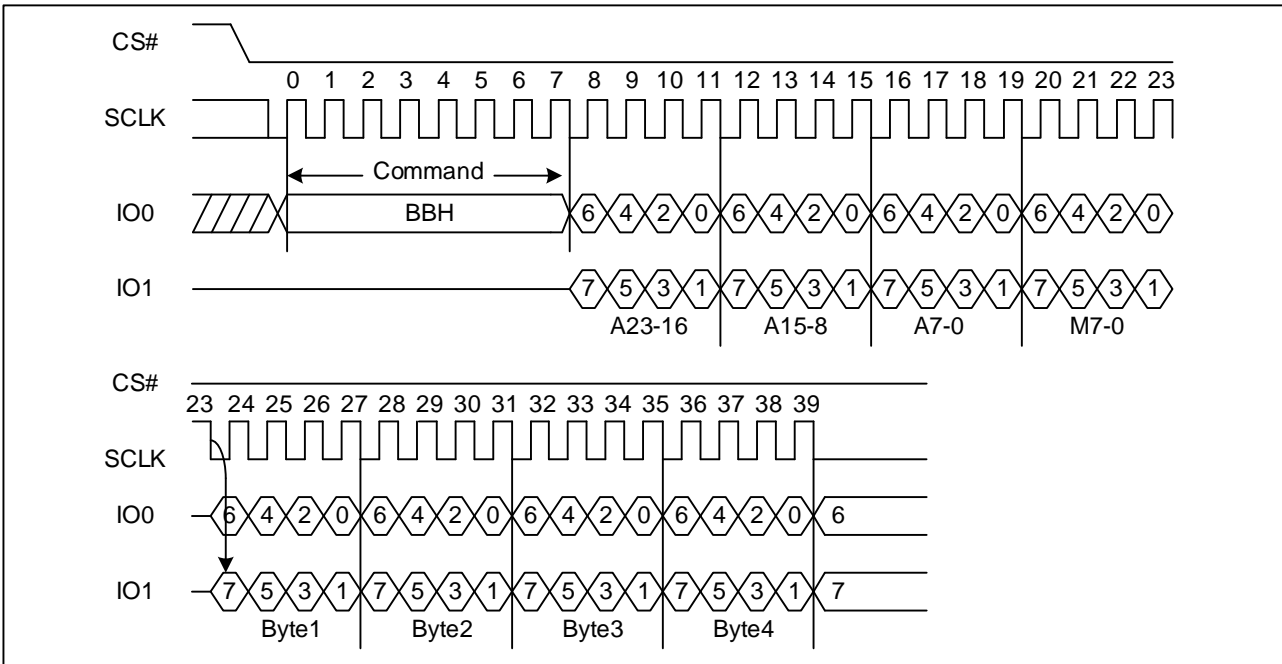 CS#
0 1 2 3 4 5 6 7 8 9 10 11 12 13 14 15 16 17 18 19 20 21 22 23
SCLK
Command
IO0 BBH 6 4 2 0 6 4 2 0 6 4 2 0 6 4 2 0
IO1 7 5 3 1 7 5 3 1 7 5 3 1 7 5 3 1
A23-16 A15-8 A7-0 M7-0
CS#
23 24 25 26 27 28 29 30 31 32 33 34 35 36 37 38 39
SCLK
IO0 6 4 2 0 6 4 2 0 6 4 2 0 6 4 2 0 6
IO1 7 5 3 1 7 5 3 1 7 5 3 1 7 5 3 1 7
Byte1 Byte2 Byte3 Byte4